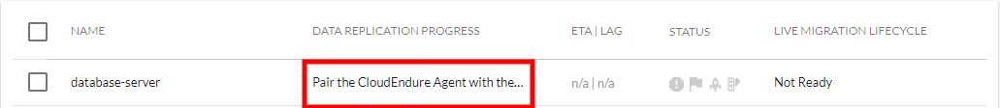 NAME DATA REPLICATION PROGRESS ETA | LAG STATUS LIVE MIGRATION LIFECYCLE
database-server Pair the CloudEndure Agent with the... n/a | n/a Not Ready